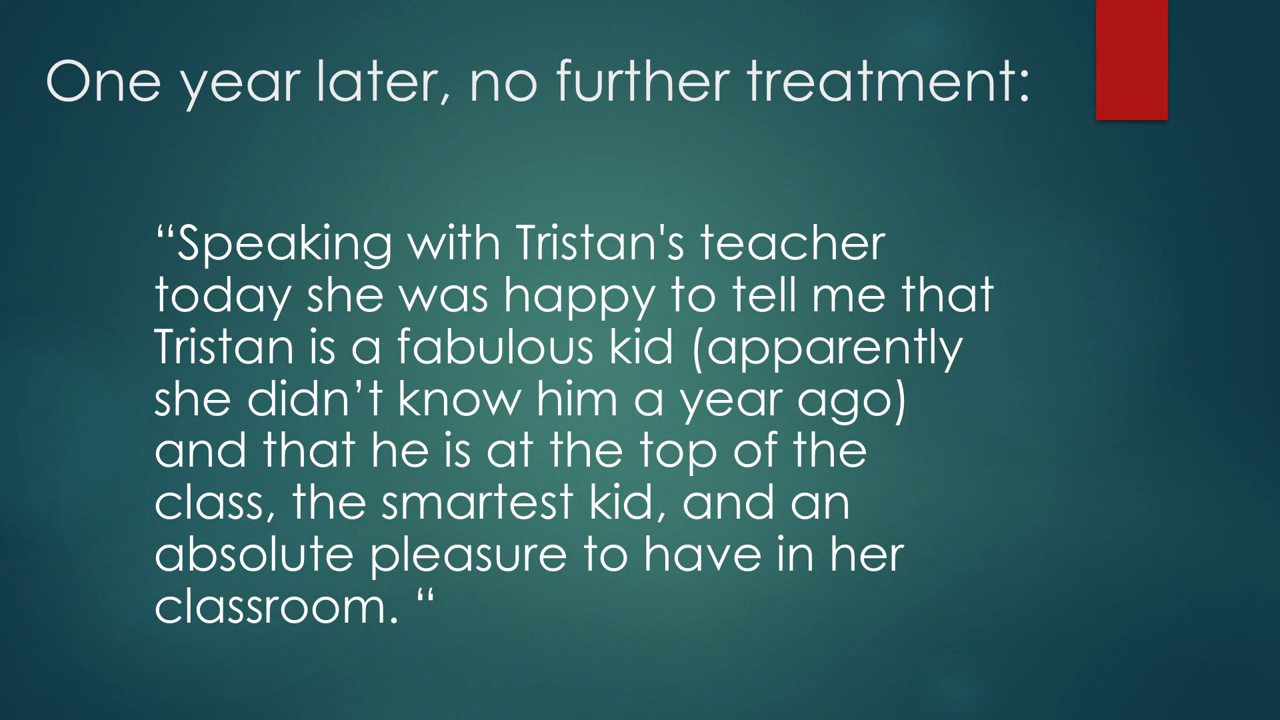 One year later, no further treatment:
“Speaking with Tristan's teacher
today she was happy to tell me that
Tristan is a fabulous kid (apparently
she didn’t know him a year ago)
and that he is at the top of the
class, the smartest kid, and an
absolute pleasure to have in her
classroom. “